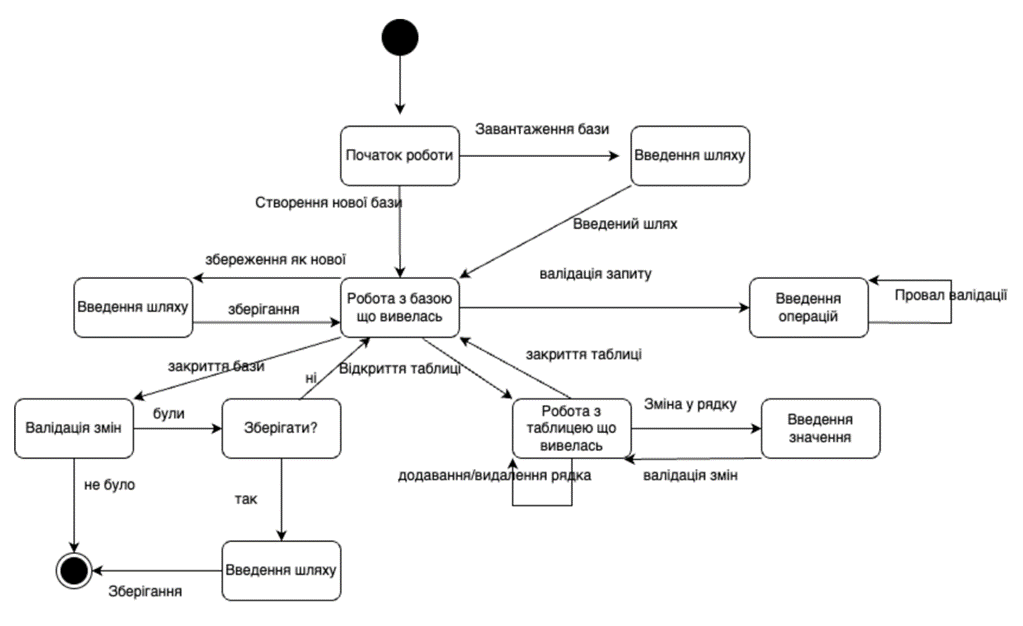 Завантаження бази
Початок роботи
Введення шляху
Створення нової бази
Введений шлях
збереження як нової
валідація запиту
Введення шляху
зберігання
Робота з базою
що вивелась
Введення
операцій
Провал валідації
закриття бази
ні
Відкриття таблиці
закриття таблиці
Валідація змін
були
Зберігати?
Робота з
таблицею що
вивелась
Зміна у рядку
Введення
значення
не було
так
додавання/видалення рядка
валідація змін
Введення шляху
Зберігання